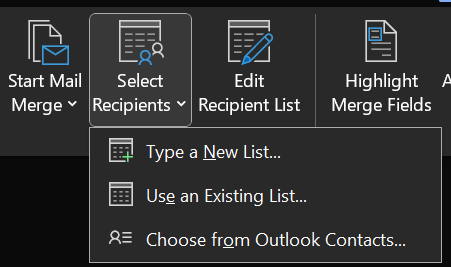 Start Mail
Merge
Select
Recipients
Edit
Recipient List
Highlight
Merge Fields
A
Type a New List...
Use an Existing List...
Choose from Outlook Contacts...